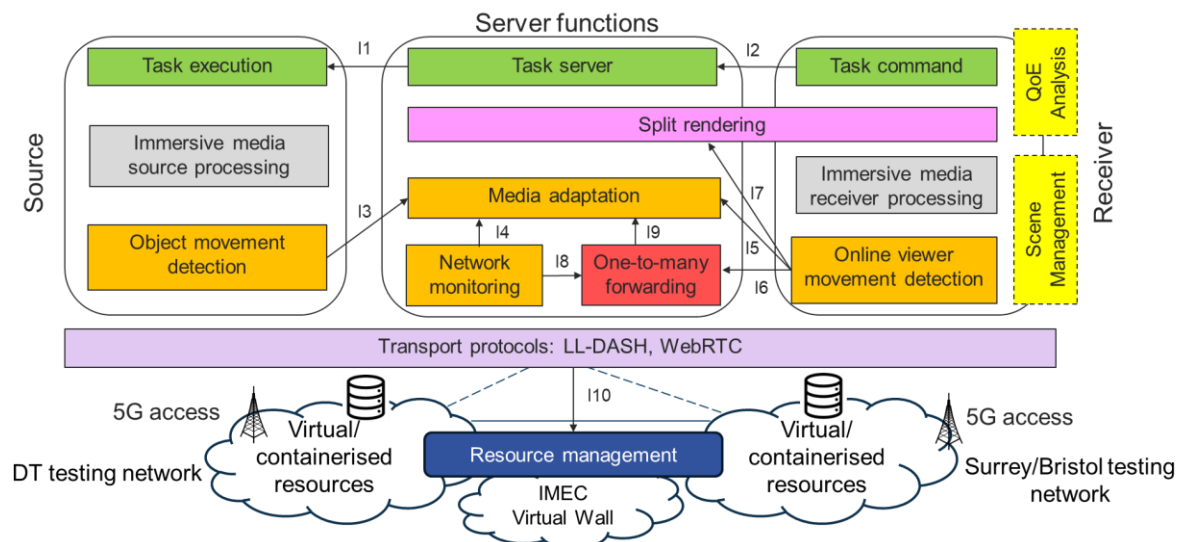 Server functions
I1
I2
Task execution
Task server
Task command
QoE
Analysis
Split rendering
Source
Immersive media
source processing
Immersive media
receiver processing
Receiver
Media adaptation
I7
I3
I4
I9
I5
Object movement
detection
Network
monitoring
I8
One-to-many
forwarding
I6
Online viewer
movement detection
Scene
Management
Transport protocols: LL-DASH, WebRTC
I10
5G access
5G access
Virtual/
containerised
resources
Resource management
Virtual/
containerised
resources
DT testing network
Surrey/Bristol testing
network
IMEC
Virtual Wall